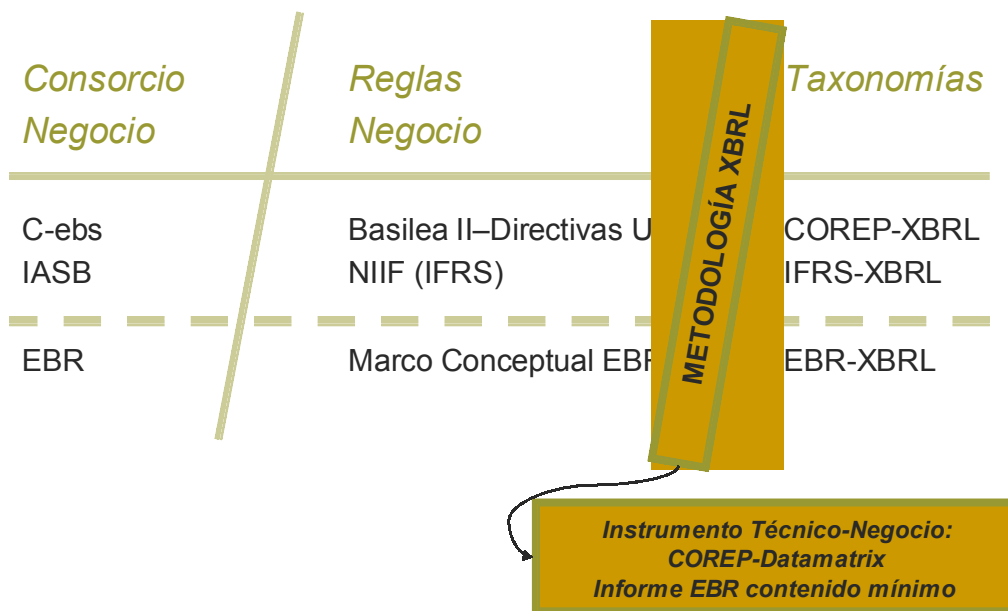 Consorcio
Negocio
Reglas
Negocio
Taxonomías
C-ebs
Basilea II–Directivas U
COREP-XBRL
IASB
NIIF (IFRS)
IFRS-XBRL
EBR
Marco Conceptual EBR
EBR-XBRL
METODOLOGÍA XBRL
Instrumento Técnico-Negocio:
COREP-Datamatrix
Informe EBR contenido mínimo